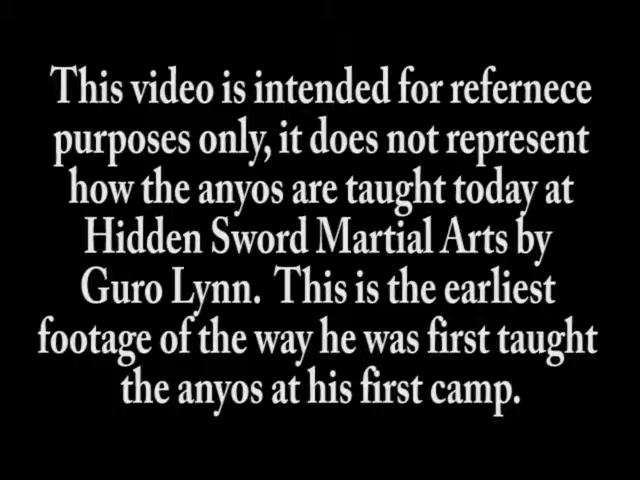 This video is intended for refernece
purposes only, it does not represent
how the anyos are taught today at
Hidden Sword Martial Arts by
Guro Lynn.  This is the earliest
footage of the way he was first taught
the anyos at his first camp.